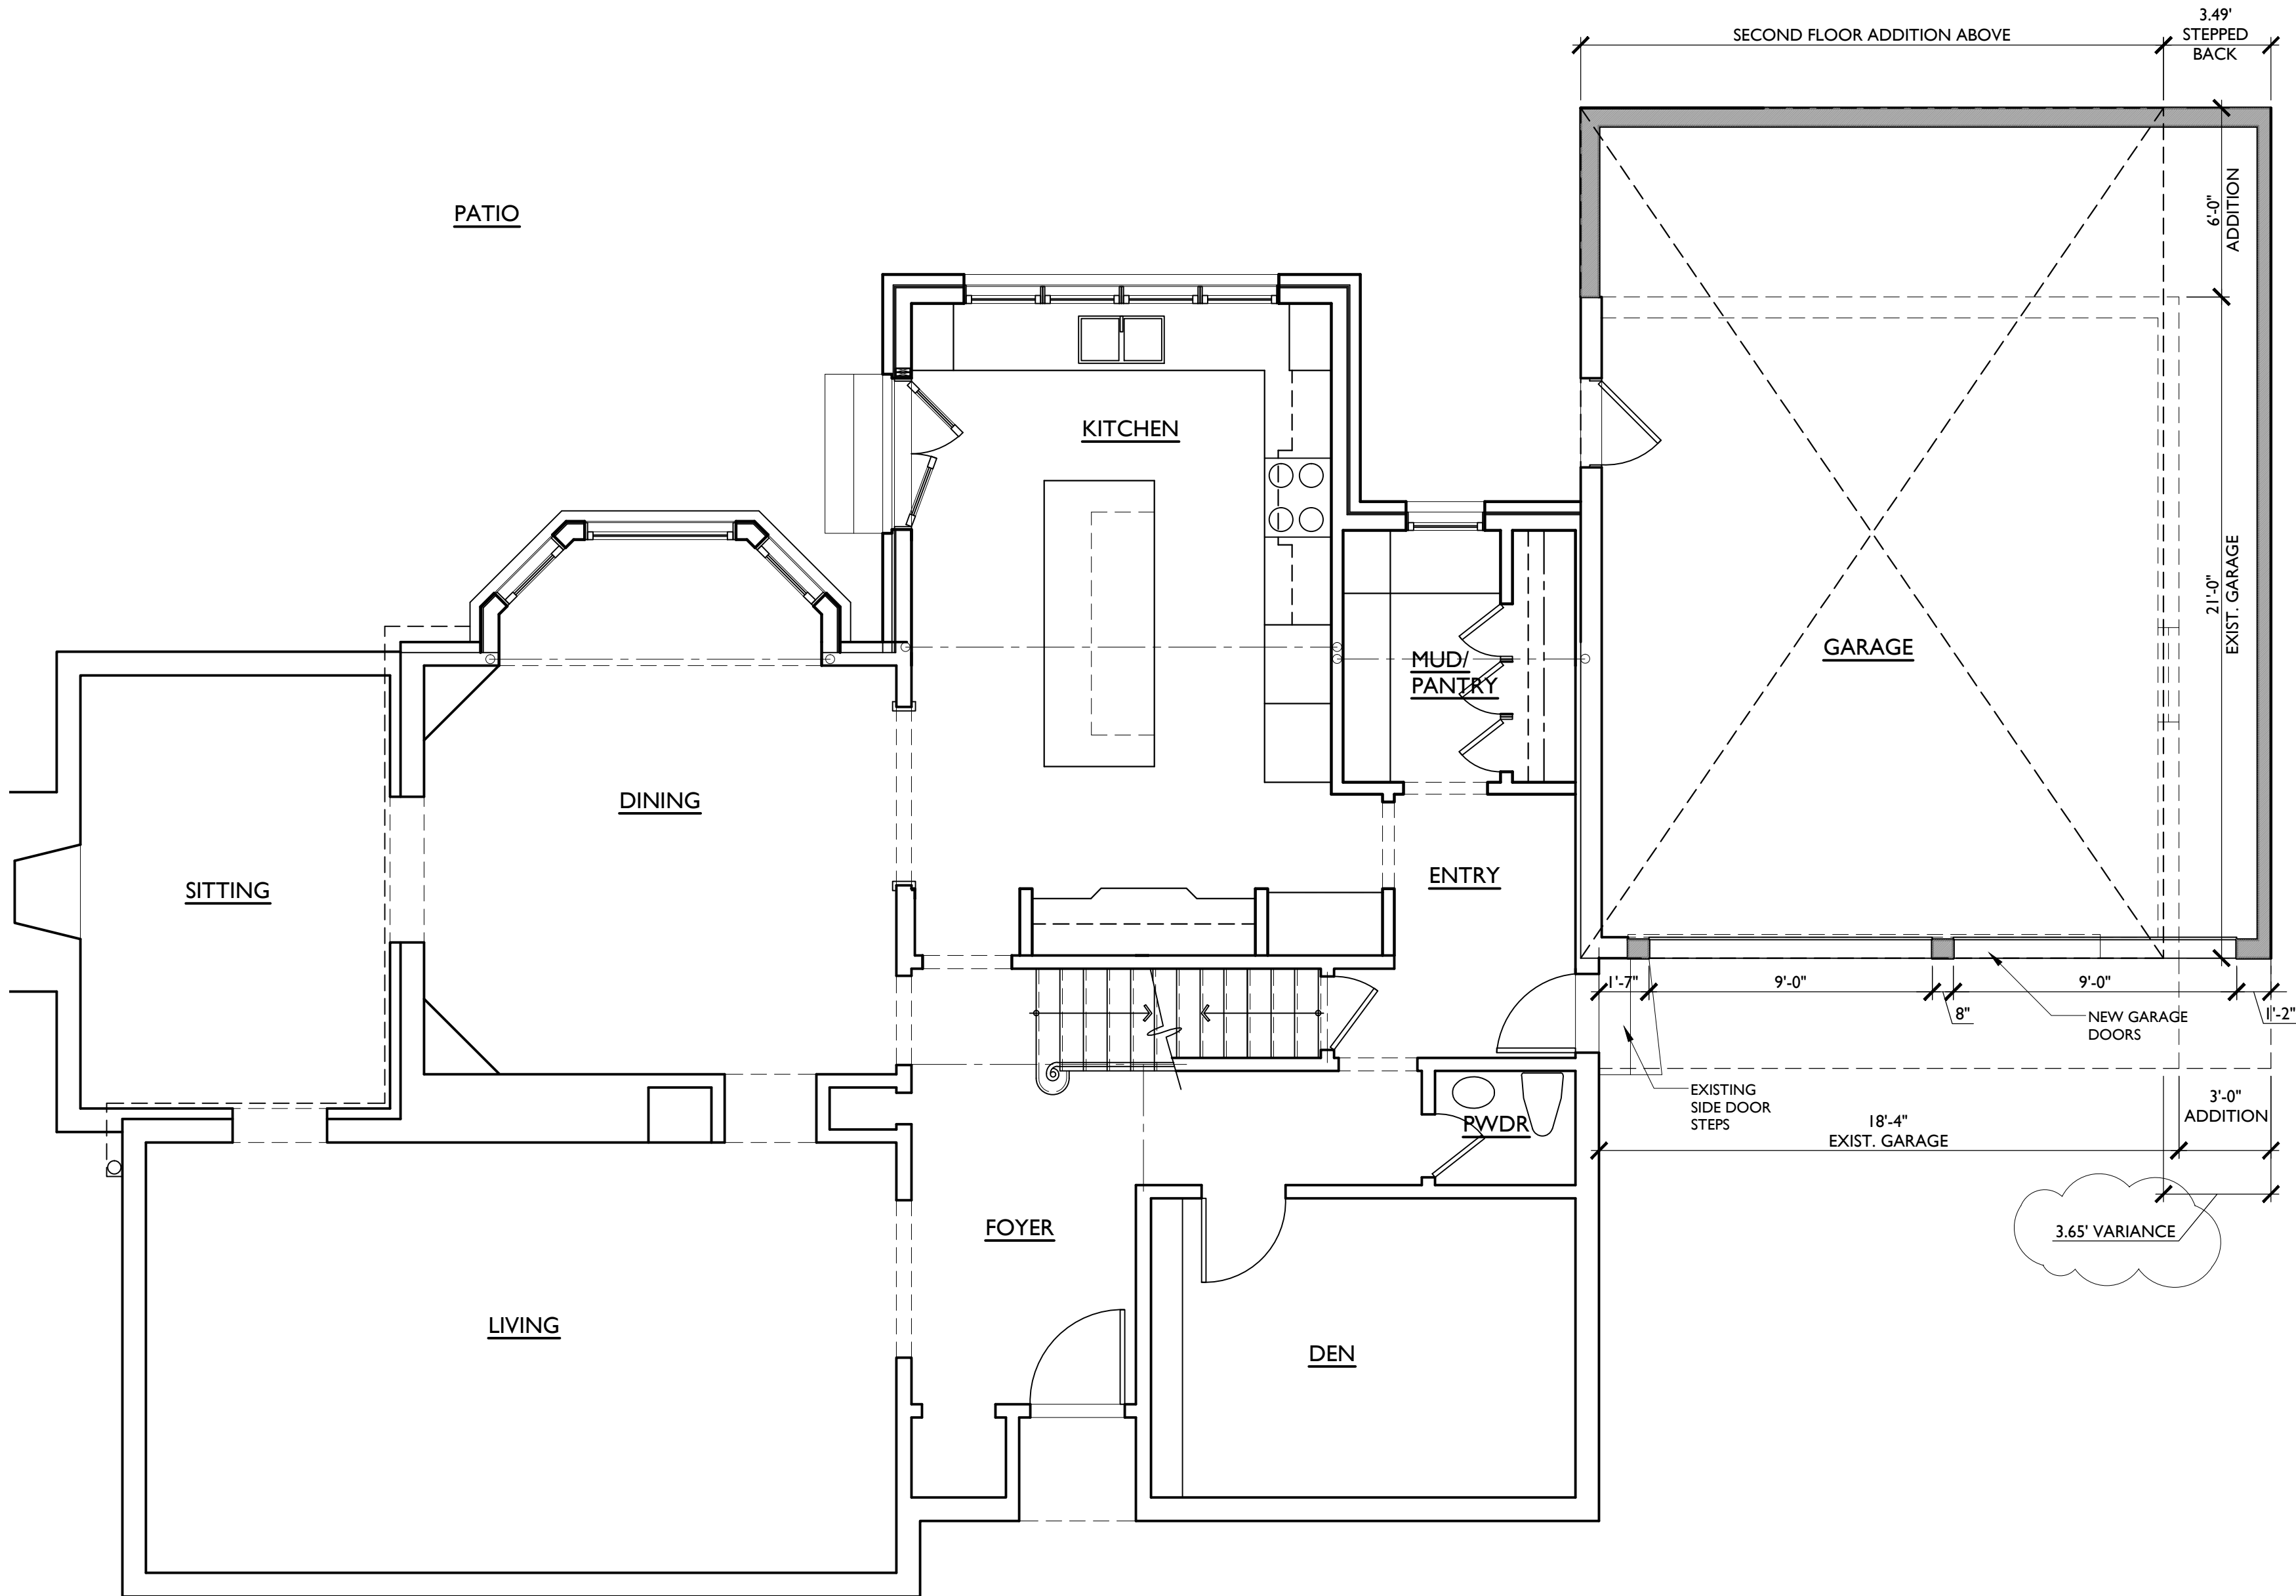 3.49'
STEPPED
BACK
SECOND FLOOR ADDITION ABOVE
6'-0"
ADDITION
PATIO
KITCHEN
21'-0"
EXIST. GARAGE
GARAGE
MUD/
PANTRY
DINING
SITTING
ENTRY
1'-7"
9'-0"
8"
9'-0"
1'-2"
NEW GARAGE
DOORS
EXISTING
SIDE DOOR
STEPS
3'-0"
ADDITION
18'-4"
EXIST. GARAGE
PWDR
FOYER
3.65' VARIANCE
LIVING
DEN